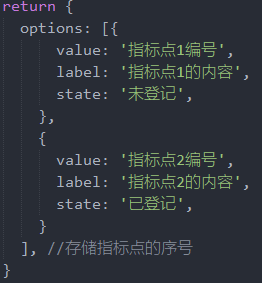 return {
options: [{
value: '指标点1编号',
label: '指标点1的内容',
state: '未登记',
},
{
value: '指标点2编号',
label: '指标点2的内容',
state: '已登记',
}
], //存储指标点的序号
}